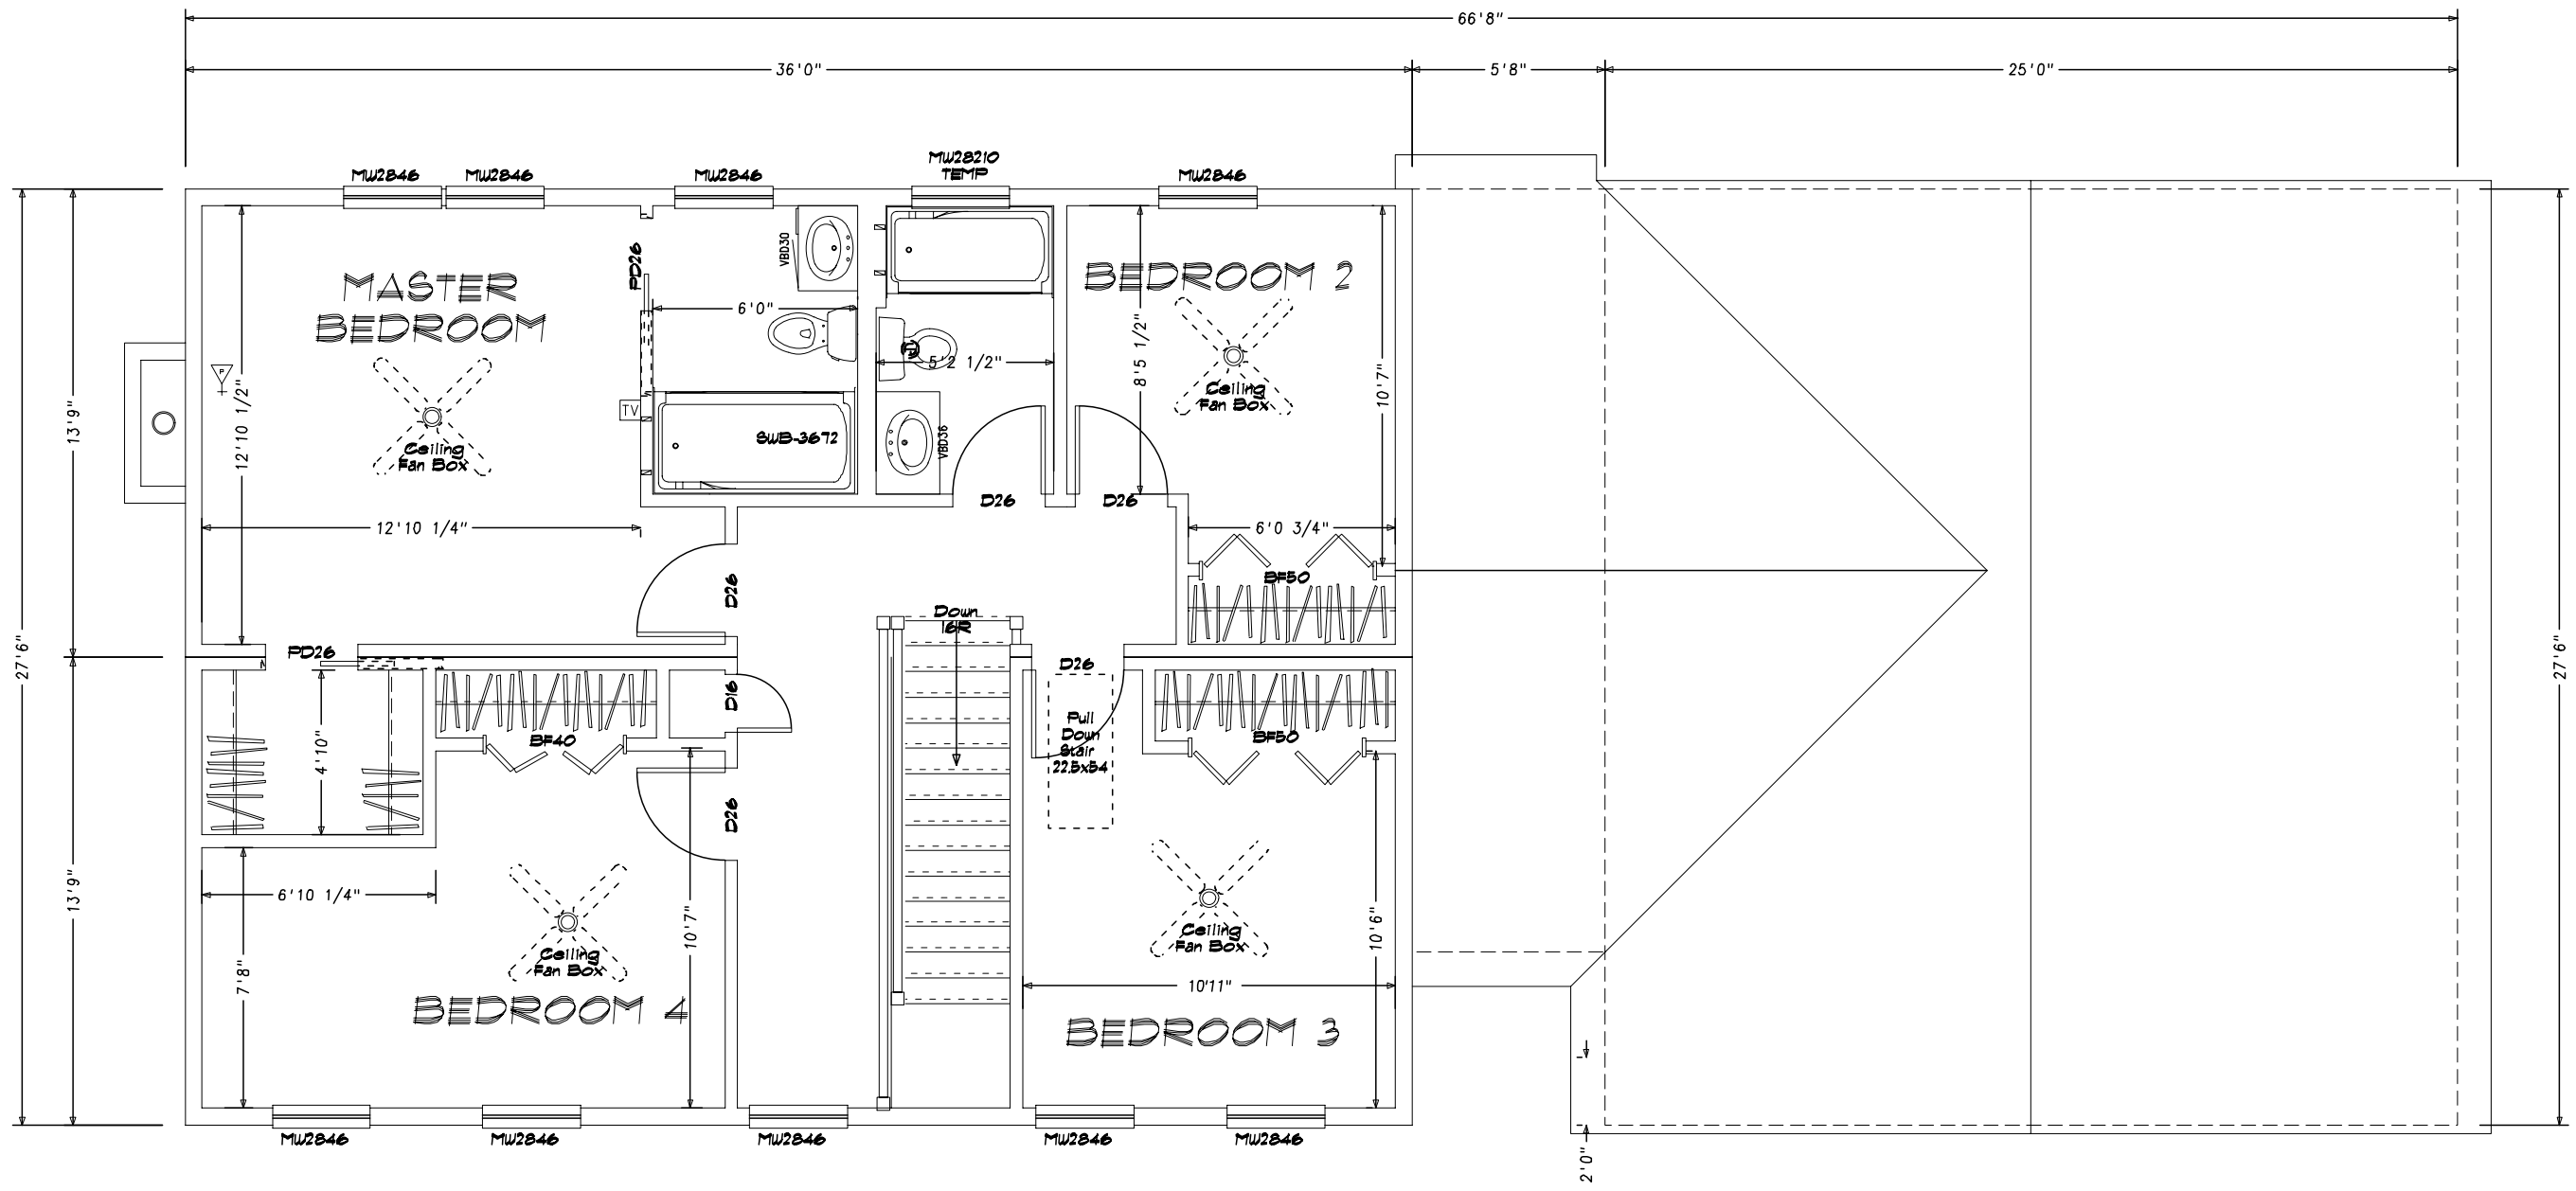 66'8"
36'0"
5'8"
25'0"
MW2846
MW2846
MW2846
MW28210
TEMP
MW2846
MASTER
BEDROOM
PD26
VBD30
6'0"
BEDROOM 2
P
12'10 1/2"
TV
SWB-3672
5'2 1/2"
VBD36
8'5 1/2"
10'7"
Ceiling
Fan Box
Ceiling
Fan Box
13'9"
27'6"
27'6"
12'10 1/4"
D26
D26
6'0 3/4"
D26
BF50
Down
16R
PD26
D26
D16
4'10"
BF40
Pull
Down
Stair
22.5x54
BF50
D26
13'9"
6'10 1/4"
7'8"
10'7"
Ceiling
Fan Box
BEDROOM 4
Ceiling
Fan Box
10'6"
10'11"
BEDROOM 3
MW2846
MW2846
MW2846
MW2846
MW2846
2'0"